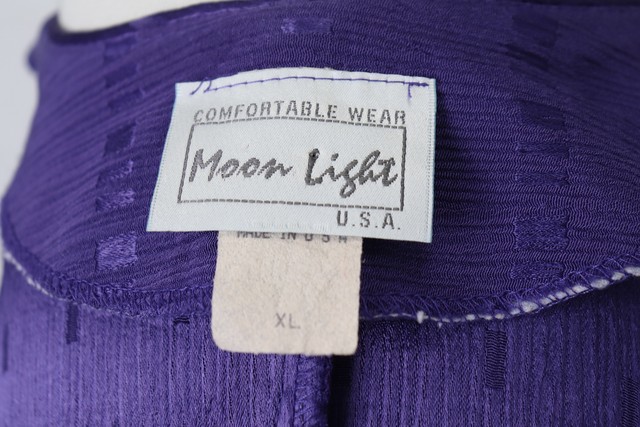 COMFORTABLE WEAR
Moon Light
U.S.A.
MADE IN U S A
XL